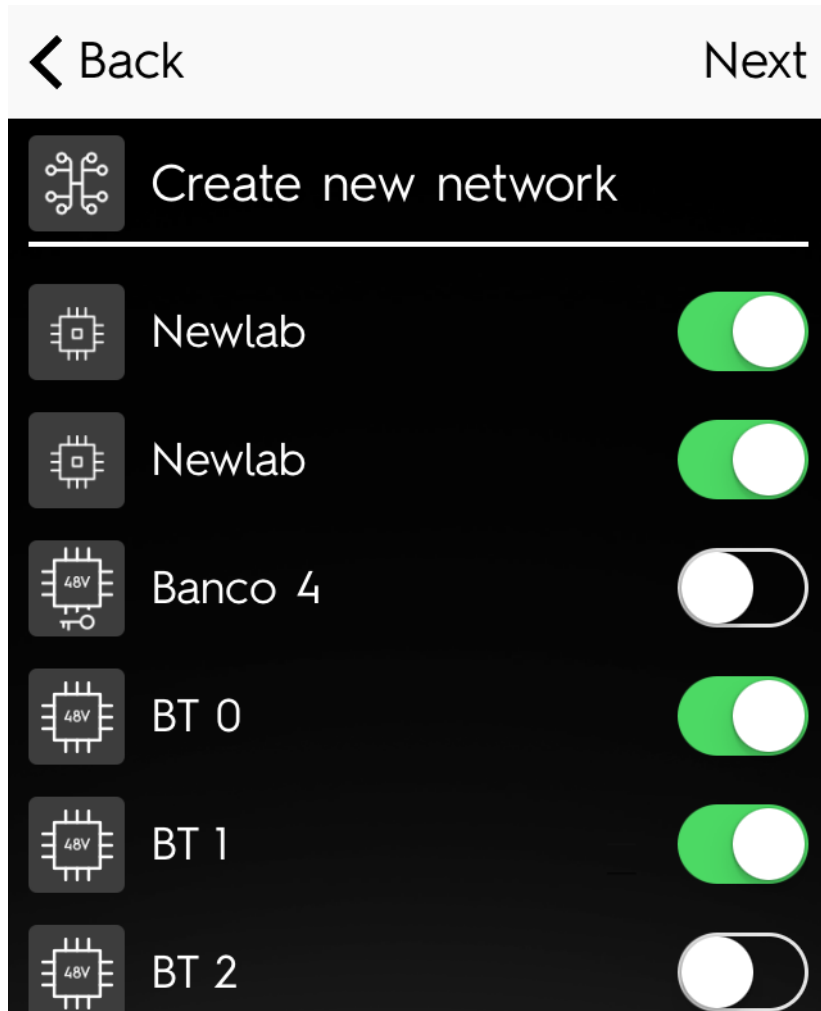 Back Next
Create new network
Newlab
Newlab
48V Banco 4
48V BT 0
48V BT 1
48V BT 2